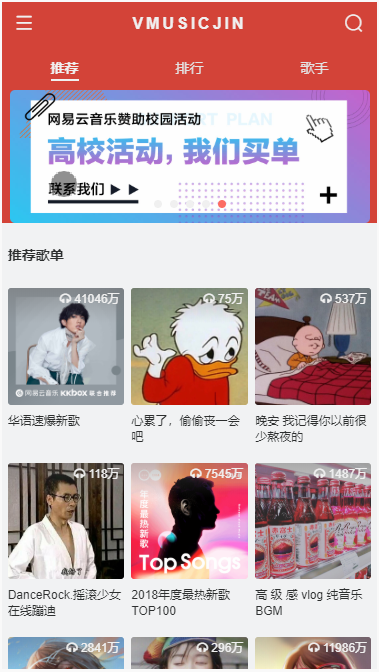 VMUSICJIN
推荐 排行 歌手
网易云音乐赞助校园活动
ART PLAN
高校活动，我们买单
联系我们
推荐歌单
41046万 75万 537万
网易云音乐 KKBOX 联合推荐
华语速爆新歌
心累了，偷偷丧一会吧
晚安 我记得你以前很少熬夜的
118万 7545万 1487万
年度最热新歌
Top Songs
DanceRock.摇滚少女在线蹦迪
2018年度最热新歌TOP100
高 级 感 vlog 纯音乐BGM
2841万 296万 11986万